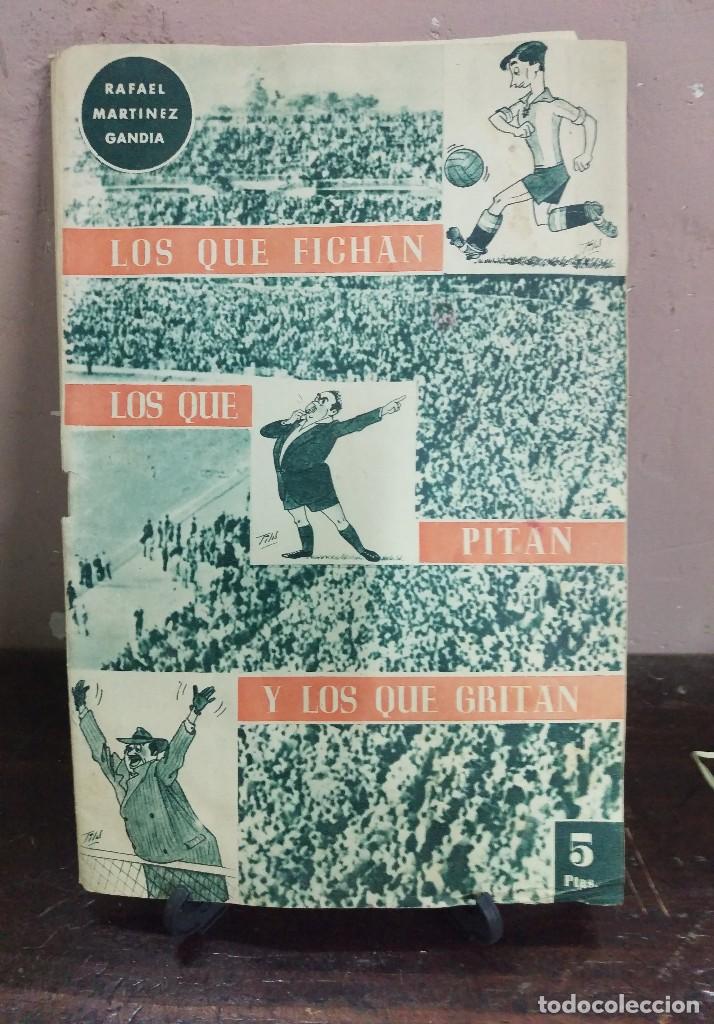 RAFAEL
MARTINEZ
GANDIA
LOS QUE FICHAN
LOS QUE
PITAN
Y LOS QUE GRITAN
5
Ptas.
todocoleccion